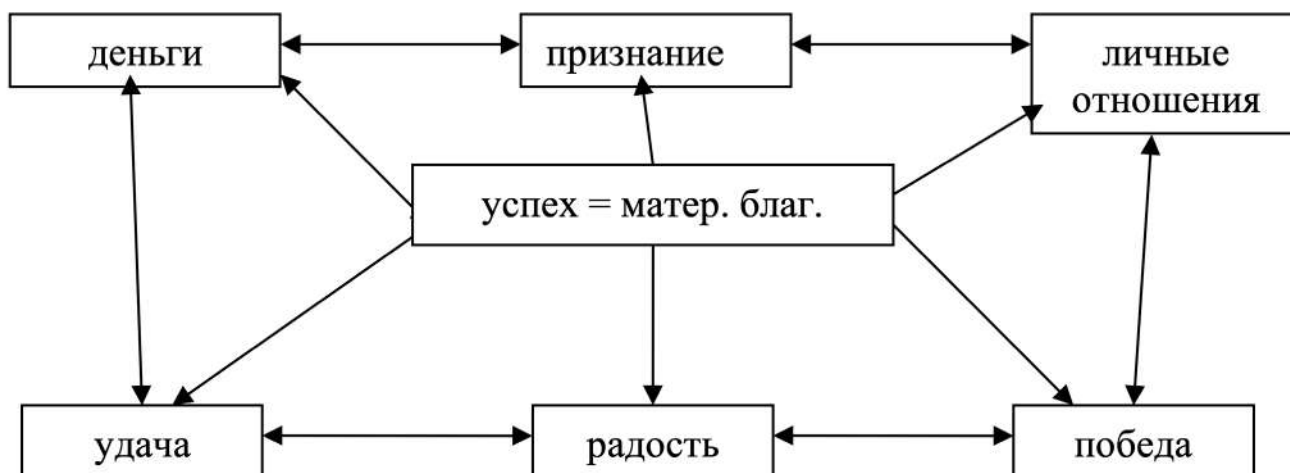 деньги
признание
личные
отношения
успех = матер. благ.
удача
радость
победа